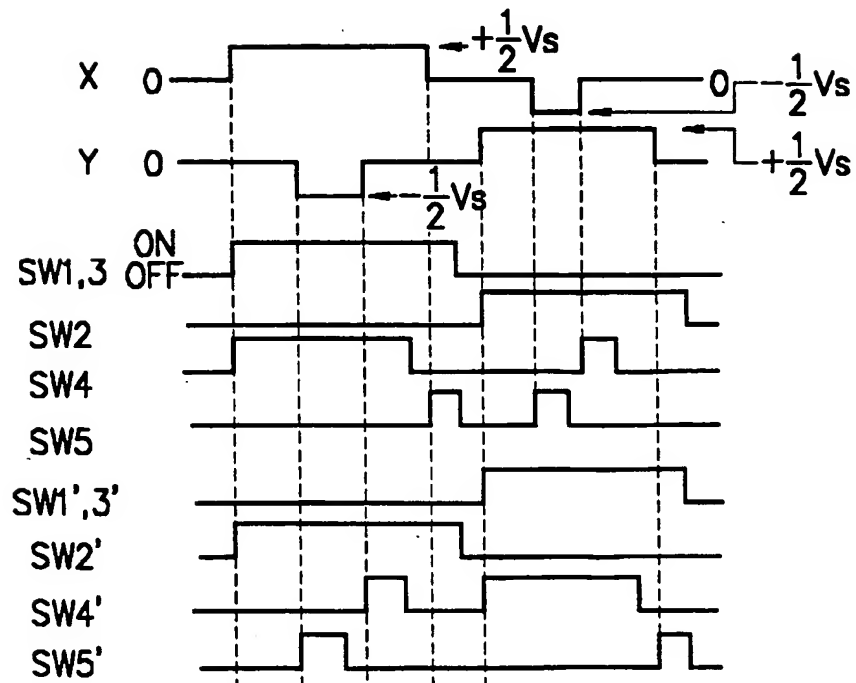 +1/2Vs
X 0 0 -1/2Vs
Y 0 -1/2Vs +1/2Vs
ON
SW1,3 OFF
SW2
SW4
SW5
SW1',3'
SW2'
SW4'
SW5'